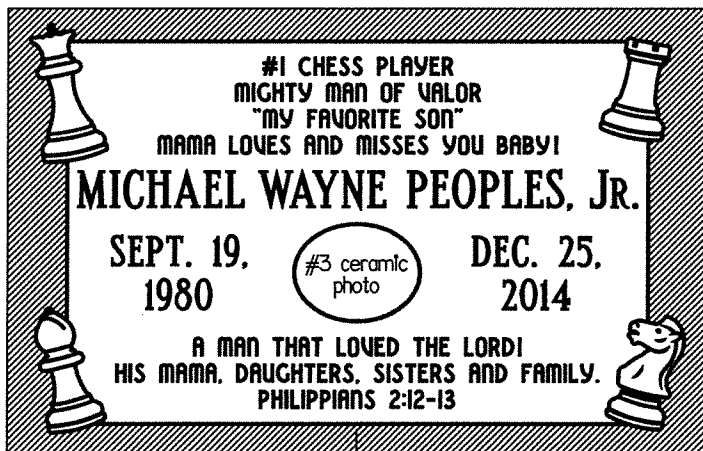 #1 CHESS PLAYER
MIGHTY MAN OF VALOR
"MY FAVORITE SON"
MAMA LOVES AND MISSES YOU BABY!
MICHAEL WAYNE PEOPLES, JR.
SEPT. 19, 1980
#3 ceramic photo
DEC. 25, 2014
A MAN THAT LOVED THE LORD!
HIS MAMA, DAUGHTERS, SISTERS AND FAMILY.
PHILIPPIANS 2:12-13